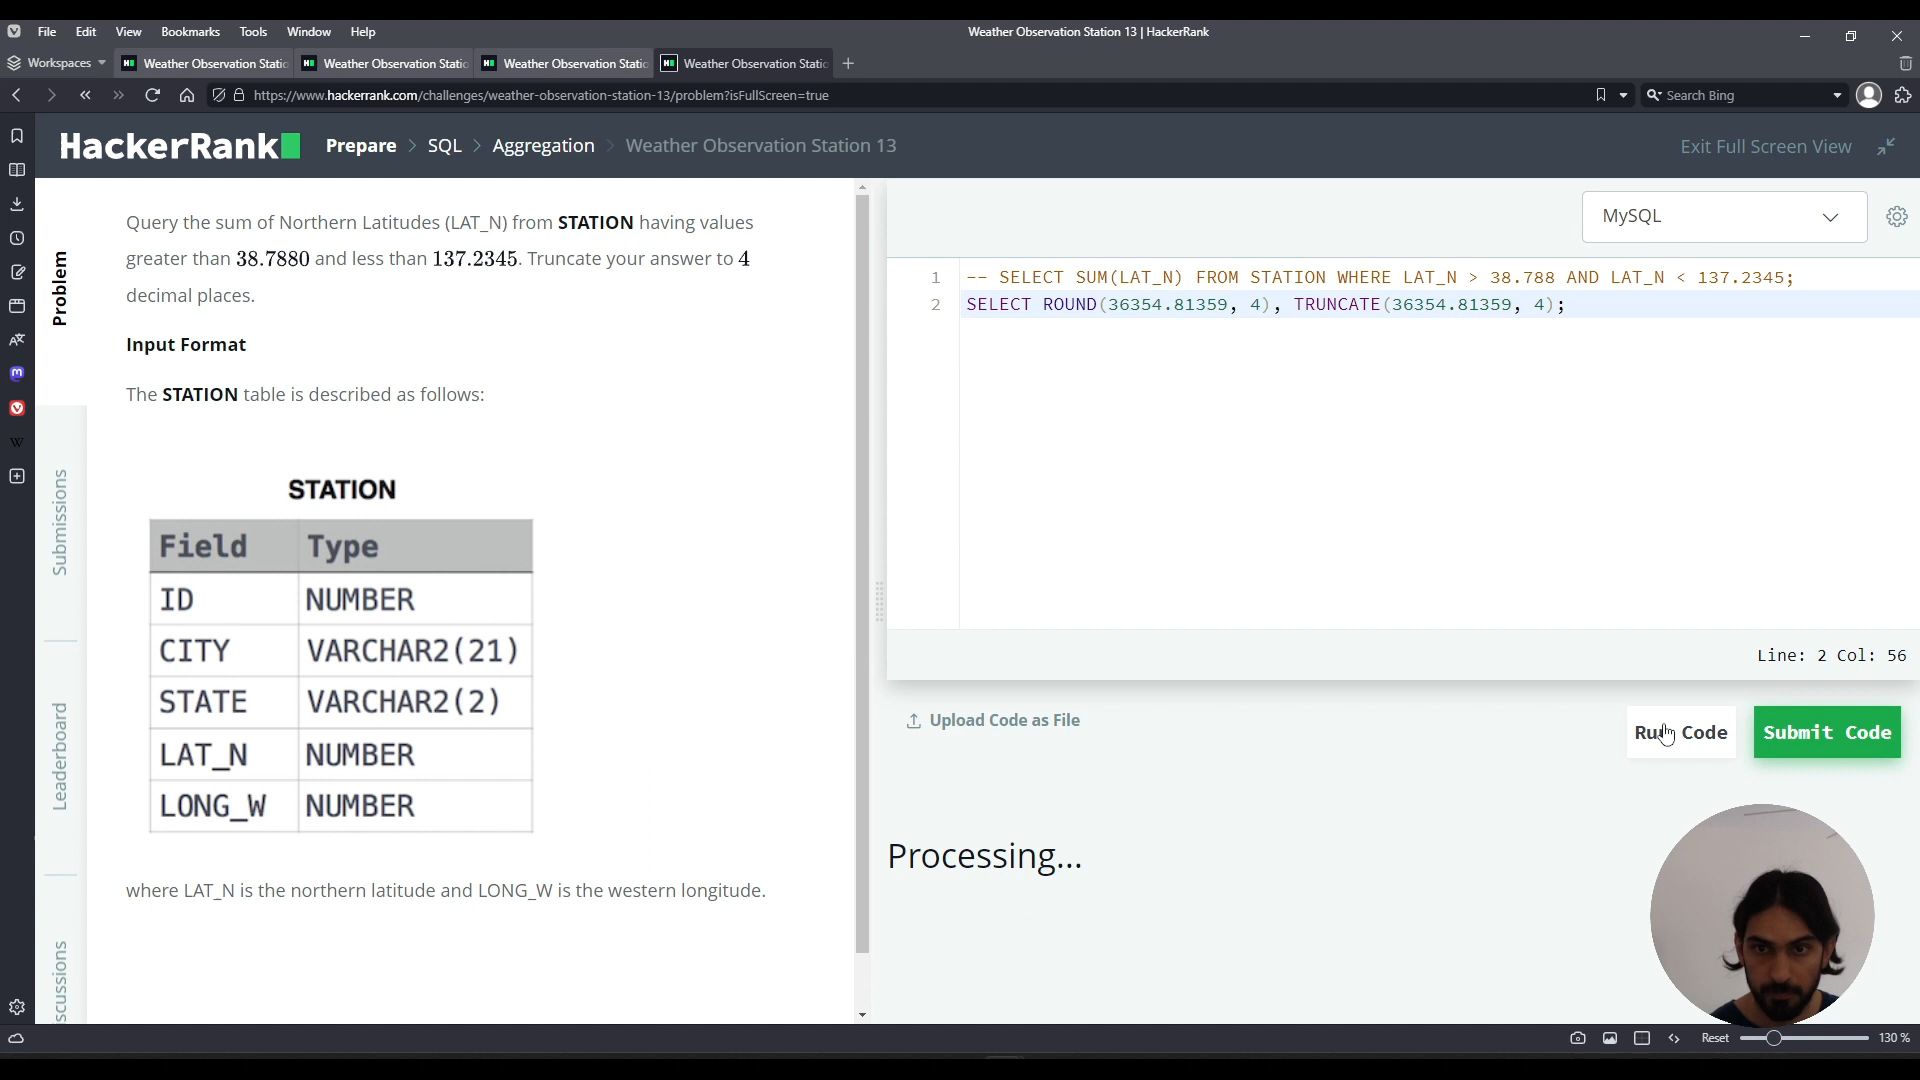 File Edit View Bookmarks Tools Window Help
Weather Observation Station 13 | HackerRank
Workspaces
Weather Observation Static
Weather Observation Static
Weather Observation Static
Weather Observation Static
https://www.hackerrank.com/challenges/weather-observation-station-13/problem?isFullScreen=true
Search Bing
HackerRank
Prepare > SQL > Aggregation > Weather Observation Station 13
Exit Full Screen View
Problem
Submissions
Leaderboard
scussions
Query the sum of Northern Latitudes (LAT_N) from STATION having values
greater than 38.7880 and less than 137.2345. Truncate your answer to 4
decimal places.
Input Format
The STATION table is described as follows:
STATION
Field Type
ID NUMBER
CITY VARCHAR2(21)
STATE VARCHAR2(2)
LAT_N NUMBER
LONG_W NUMBER
where LAT_N is the northern latitude and LONG_W is the western longitude.
MySQL
1 -- SELECT SUM(LAT_N) FROM STATION WHERE LAT_N > 38.788 AND LAT_N < 137.2345;
2 SELECT ROUND(36354.81359, 4), TRUNCATE(36354.81359, 4);
Line: 2 Col: 56
Upload Code as File
Run Code
Submit Code
Processing...
Reset
130 %